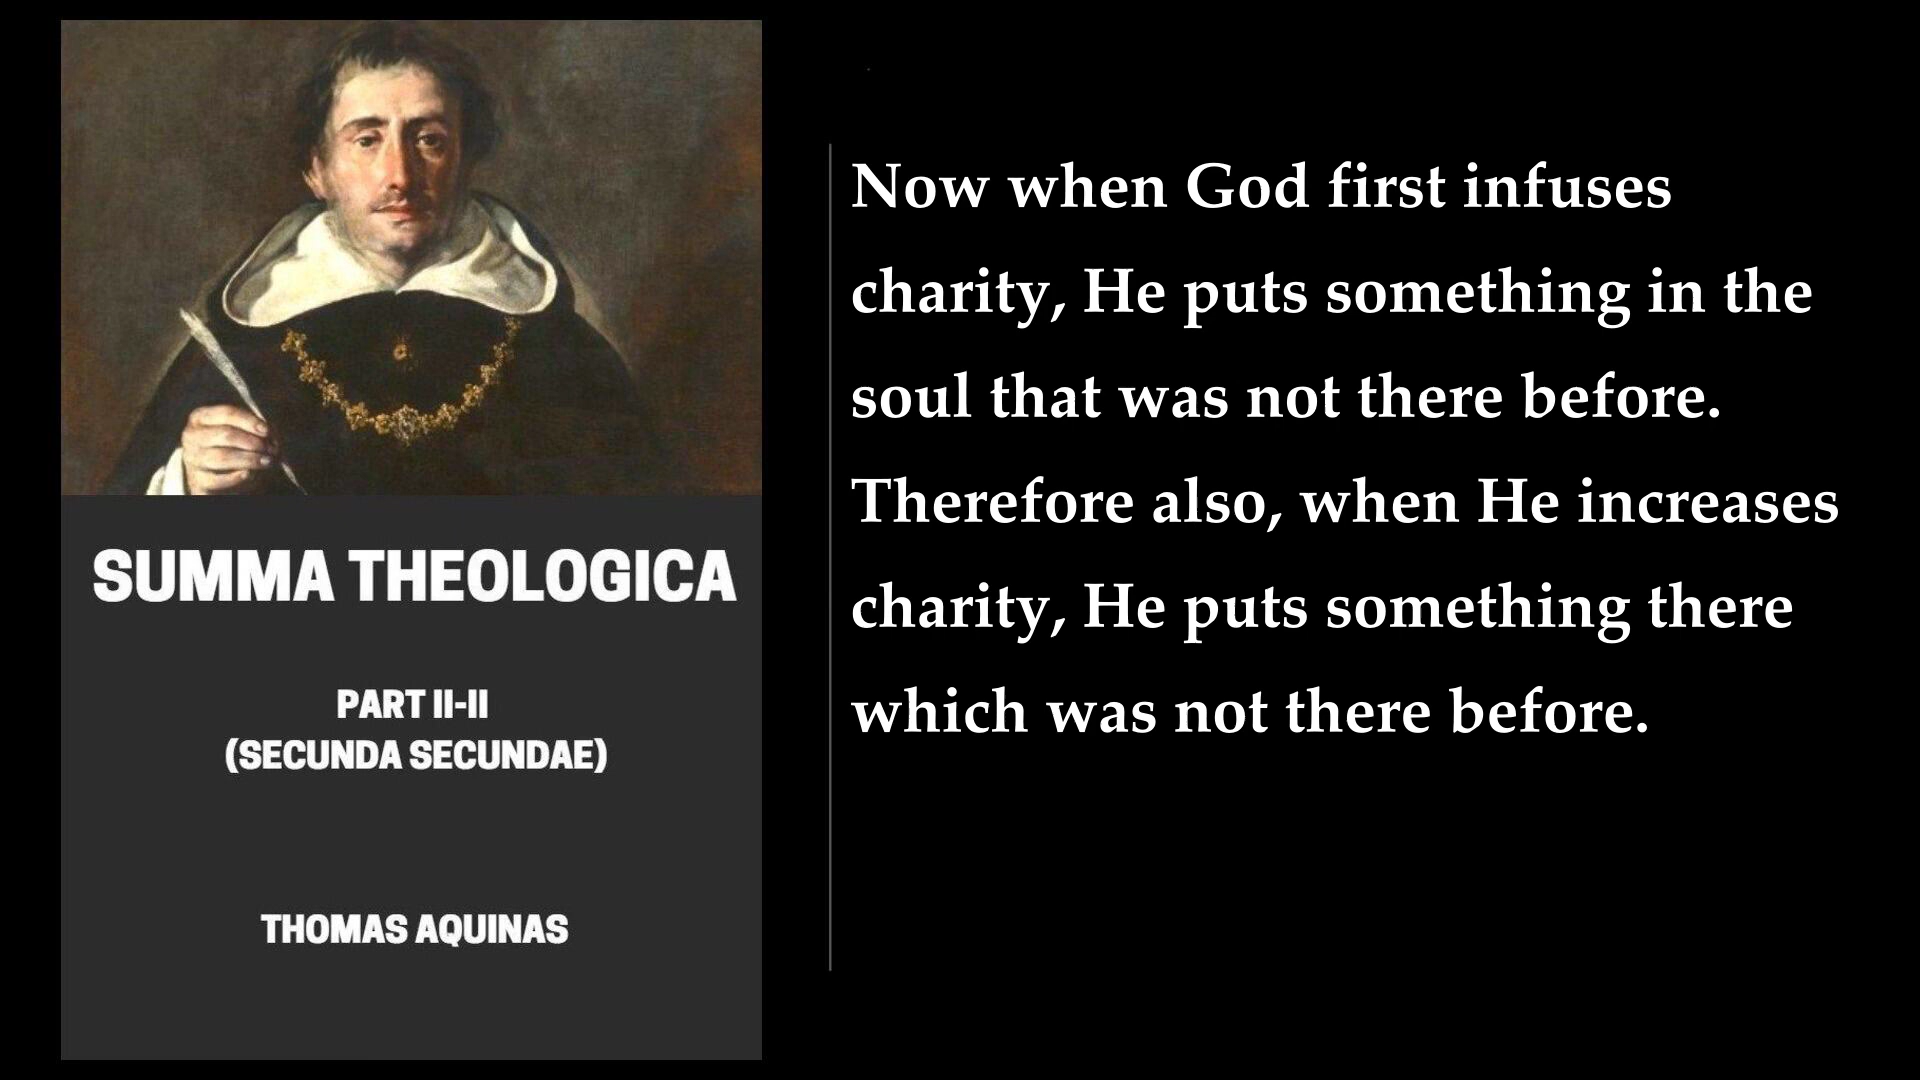 SUMMA THEOLOGICA
PART II-II
(SECUNDA SECUNDAE)
THOMAS AQUINAS
Now when God first infuses
charity, He puts something in the
soul that was not there before.
Therefore also, when He increases
charity, He puts something there
which was not there before.